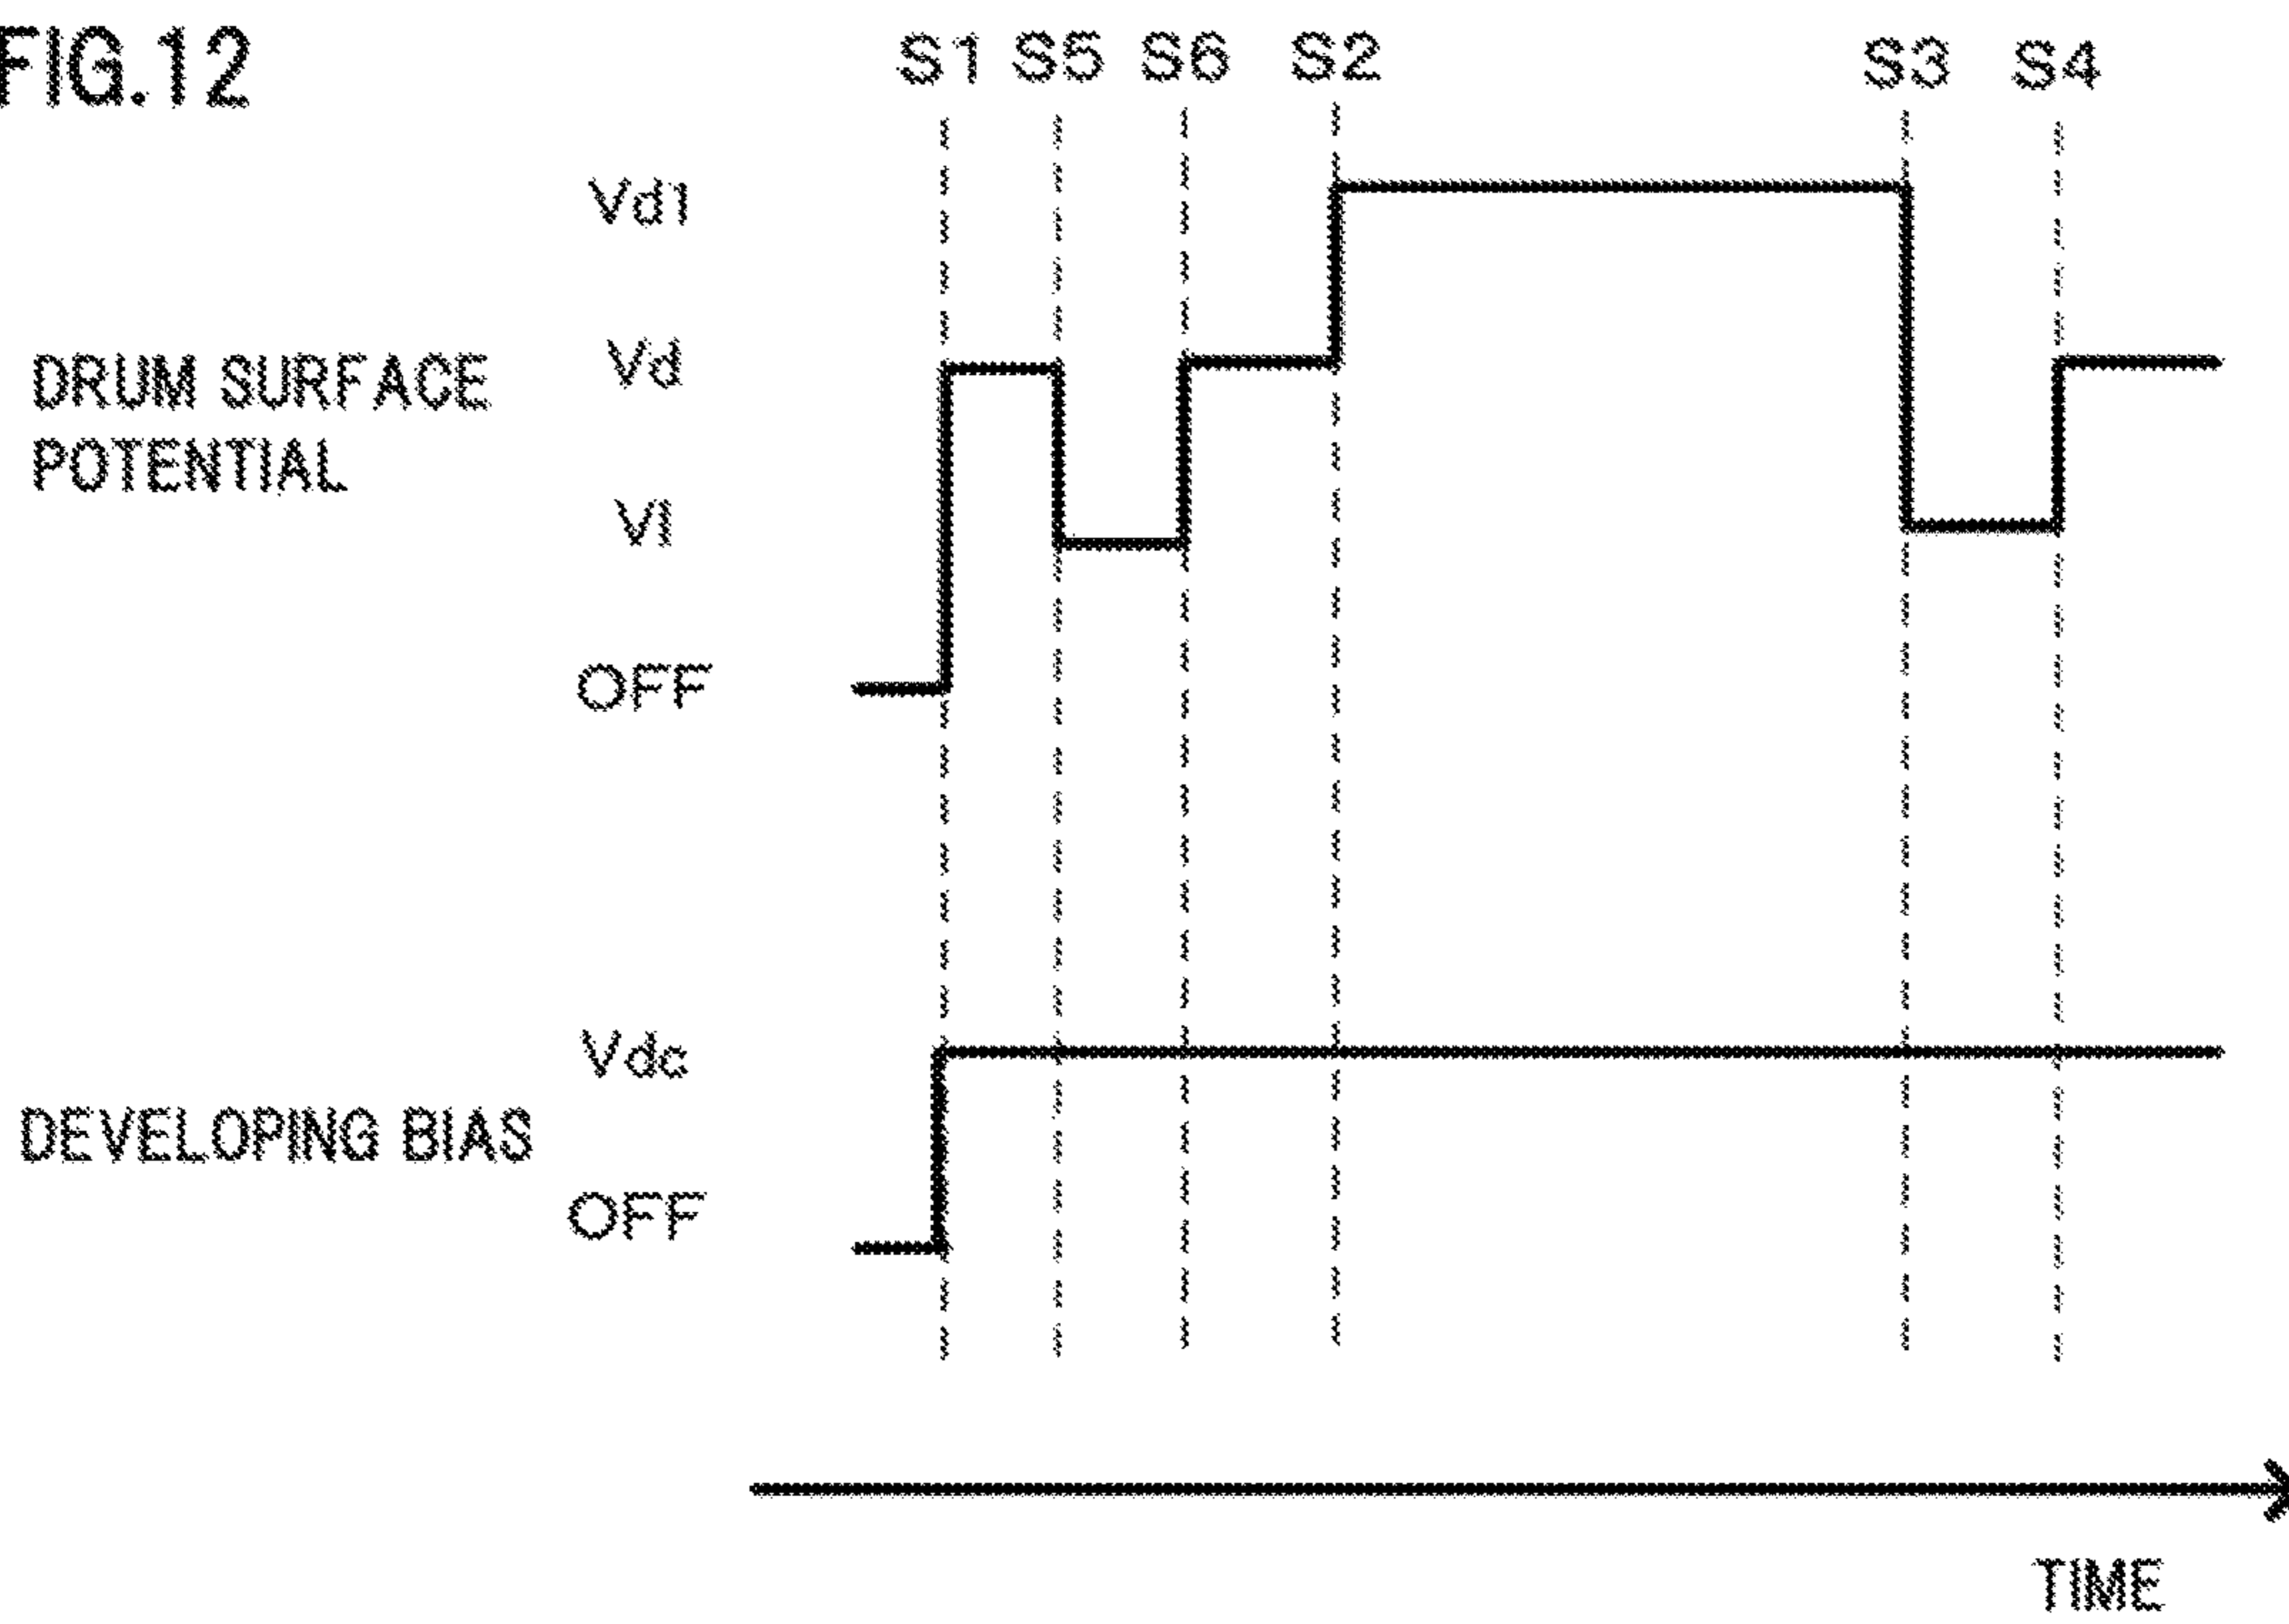 FIG.12
S1 S5 S6 S2 S3 S4
Vd1
Vd
DRUM SURFACE
POTENTIAL
Vl
OFF
Vdc
DEVELOPING BIAS
OFF
TIME